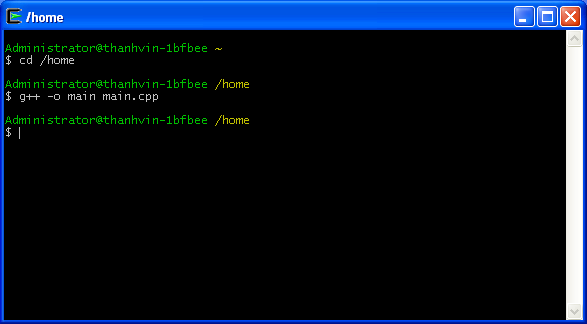 /home
Administrator@thanhvin-1bfbee ~
$ cd /home
Administrator@thanhvin-1bfbee /home
$ g++ -o main main.cpp
Administrator@thanhvin-1bfbee /home
$